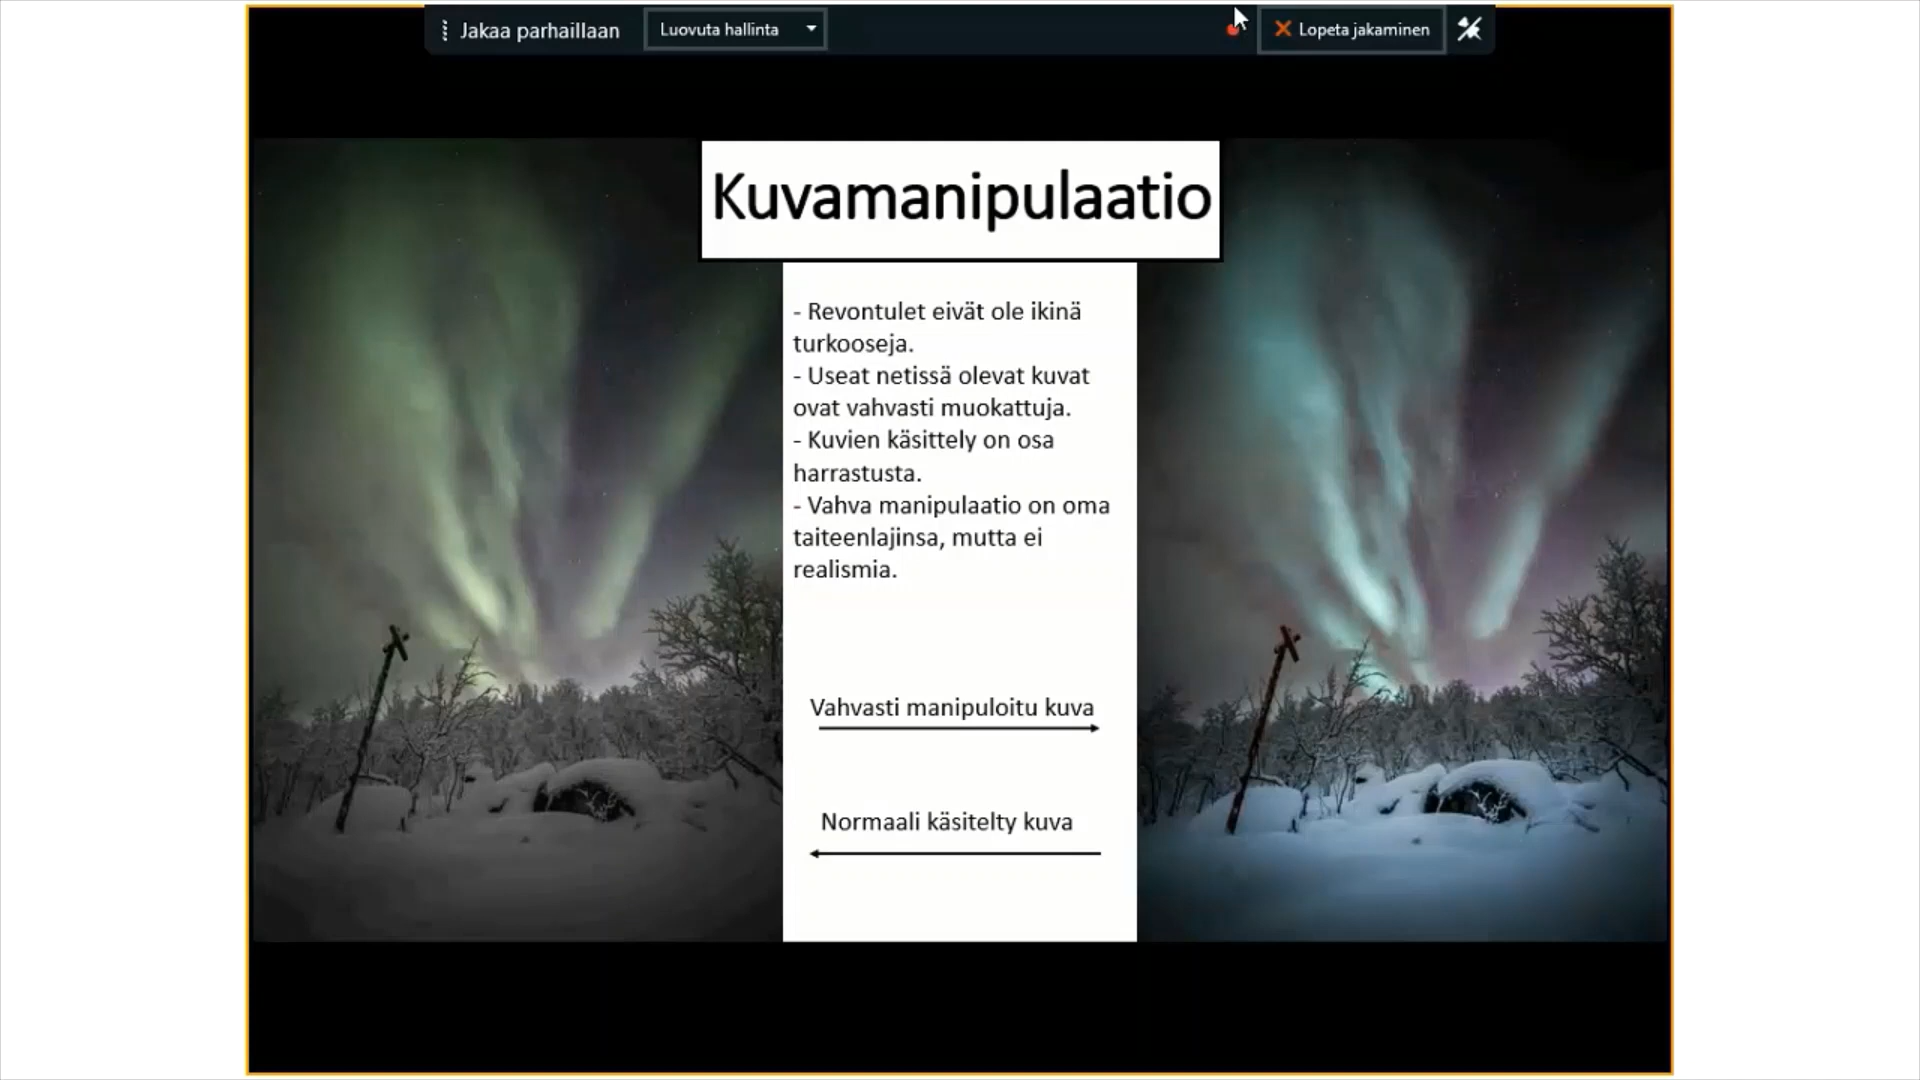 Jakaa parhaillaan
Luovuta hallinta
Lopeta jakaminen
Kuvamanipulaatio
- Revontulet eivät ole ikinä
turkooseja.
- Useat netissä olevat kuvat
ovat vahvasti muokattuja.
- Kuvien käsittely on osa
harrastusta.
- Vahva manipulaatio on oma
taiteenlajinsa, mutta ei
realismia.
Vahvasti manipuloitu kuva
Normaali käsitelty kuva